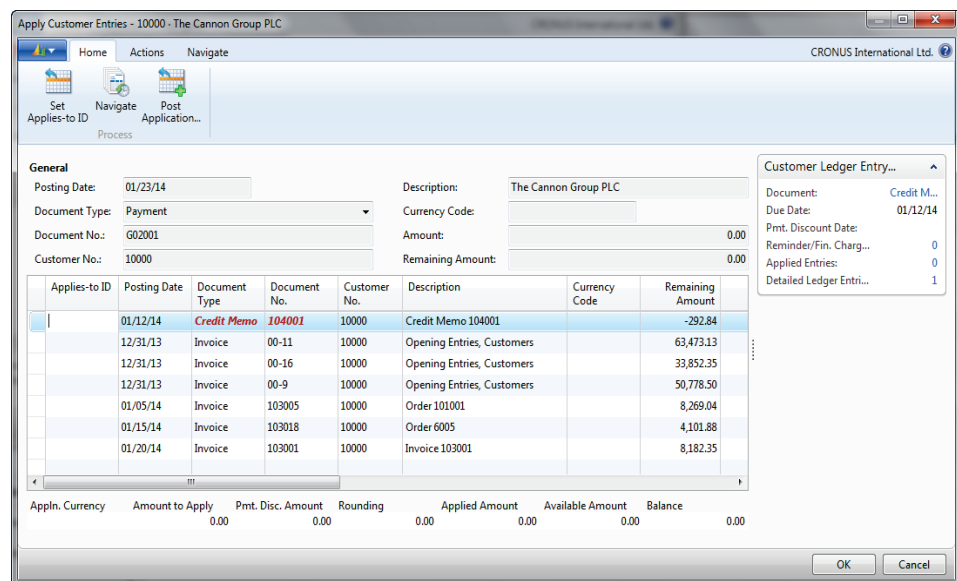 Apply Customer Entries - 10000 · The Cannon Group PLC
Home Actions Navigate CRONUS International Ltd.
Set Applies-to ID
Navigate
Post Application...
Process
General
Posting Date: 01/23/14 Description: The Cannon Group PLC
Document Type: Payment Currency Code:
Document No.: G02001 Amount: 0.00
Customer No.: 10000 Remaining Amount: 0.00
Applies-to ID Posting Date Document Type Document No. Customer No. Description Currency Code Remaining Amount
01/12/14 Credit Memo 104001 10000 Credit Memo 104001 -292.84
12/31/13 Invoice 00-11 10000 Opening Entries, Customers 63,473.13
12/31/13 Invoice 00-16 10000 Opening Entries, Customers 33,852.35
12/31/13 Invoice 00-9 10000 Opening Entries, Customers 50,778.50
01/05/14 Invoice 103005 10000 Order 101001 8,269.04
01/15/14 Invoice 103018 10000 Order 6005 4,101.88
01/20/14 Invoice 103001 10000 Invoice 103001 8,182.35
Appln. Currency Amount to Apply Pmt. Disc. Amount Rounding Applied Amount Available Amount Balance
0.00 0.00 0.00 0.00 0.00 0.00
Customer Ledger Entry...
Document: Credit M...
Due Date: 01/12/14
Pmt. Discount Date:
Reminder/Fin. Charg... 0
Applied Entries: 0
Detailed Ledger Entri... 1
OK Cancel